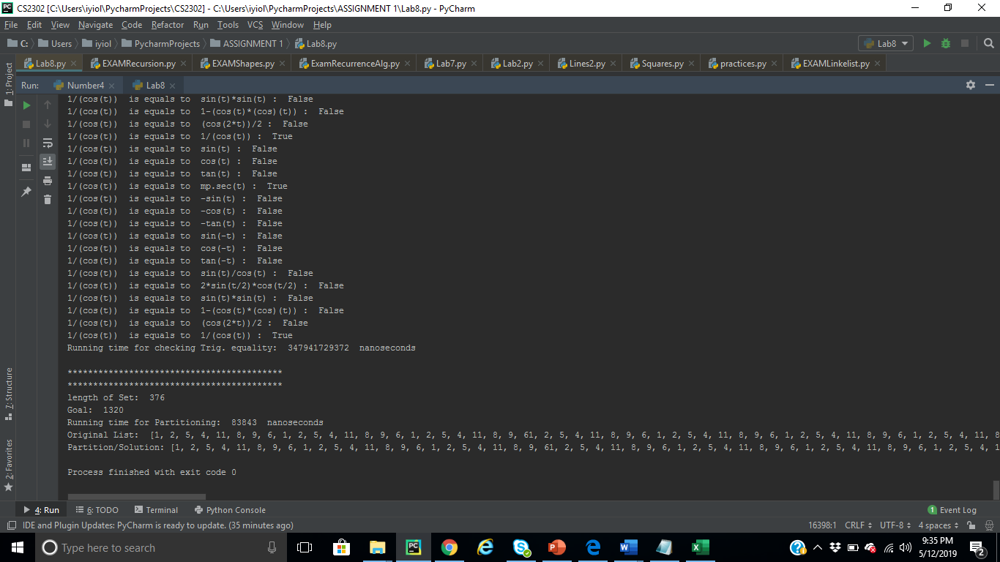 CS2302 [C:\Users\iyiol\PycharmProjects\CS2302] - C:\Users\iyiol\PycharmProjects\ASSIGNMENT 1\Lab8.py - PyCharm
File Edit View Navigate Code Refactor Run Tools VCS Window Help
C: Users iyiol PycharmProjects ASSIGNMENT 1 Lab8.py Lab8
Lab8.py EXAMRecursion.py EXAMShapes.py ExamRecurrenceAlg.py Lab7.py Lab2.py Lines2.py Squares.py practices.py EXAMLinkelist.py
1: Project
Run: Number4 Lab8
1/(cos(t)) is equals to sin(t)*sin(t) : False
1/(cos(t)) is equals to 1-(cos(t)*(cos)(t)) : False
1/(cos(t)) is equals to (cos(2*t))/2 : False
1/(cos(t)) is equals to 1/(cos(t)) : True
1/(cos(t)) is equals to sin(t) : False
1/(cos(t)) is equals to cos(t) : False
1/(cos(t)) is equals to tan(t) : False
1/(cos(t)) is equals to mp.sec(t) : True
1/(cos(t)) is equals to -sin(t) : False
1/(cos(t)) is equals to -cos(t) : False
1/(cos(t)) is equals to -tan(t) : False
1/(cos(t)) is equals to sin(-t) : False
1/(cos(t)) is equals to cos(-t) : False
1/(cos(t)) is equals to tan(-t) : False
1/(cos(t)) is equals to sin(t)/cos(t) : False
1/(cos(t)) is equals to 2*sin(t/2)*cos(t/2) : False
1/(cos(t)) is equals to sin(t)*sin(t) : False
1/(cos(t)) is equals to 1-(cos(t)*(cos)(t)) : False
1/(cos(t)) is equals to (cos(2*t))/2 : False
1/(cos(t)) is equals to 1/(cos(t)) : True
Running time for checking Trig. equality: 347941729372 nanoseconds
******************************************
******************************************
length of Set: 376
Goal: 1320
Running time for Partitioning: 83843 nanoseconds
Original List: [1, 2, 5, 4, 11, 8, 9, 6, 1, 2, 5, 4, 11, 8, 9, 6, 1, 2, 5, 4, 11, 8, 9, 61, 2, 5, 4, 11, 8, 9, 6, 1, 2, 5, 4, 11, 8, 9, 6, 1, 2, 5, 4, 11, 8, 9, 6, 1, 2, 5, 4, 11, 8
Partition/Solution: [1, 2, 5, 4, 11, 8, 9, 6, 1, 2, 5, 4, 11, 8, 9, 6, 1, 2, 5, 4, 11, 8, 9, 61, 2, 5, 4, 11, 8, 9, 6, 1, 2, 5, 4, 11, 8, 9, 6, 1, 2, 5, 4, 11, 8, 9, 6, 1, 2, 5, 4, 1
Process finished with exit code 0
7: Structure
2: Favorites
4: Run 6: TODO Terminal Python Console 1 Event Log
IDE and Plugin Updates: PyCharm is ready to update. (35 minutes ago) 16398:1 CRLF UTF-8 4 spaces
Type here to search
9:35 PM
5/12/2019
2